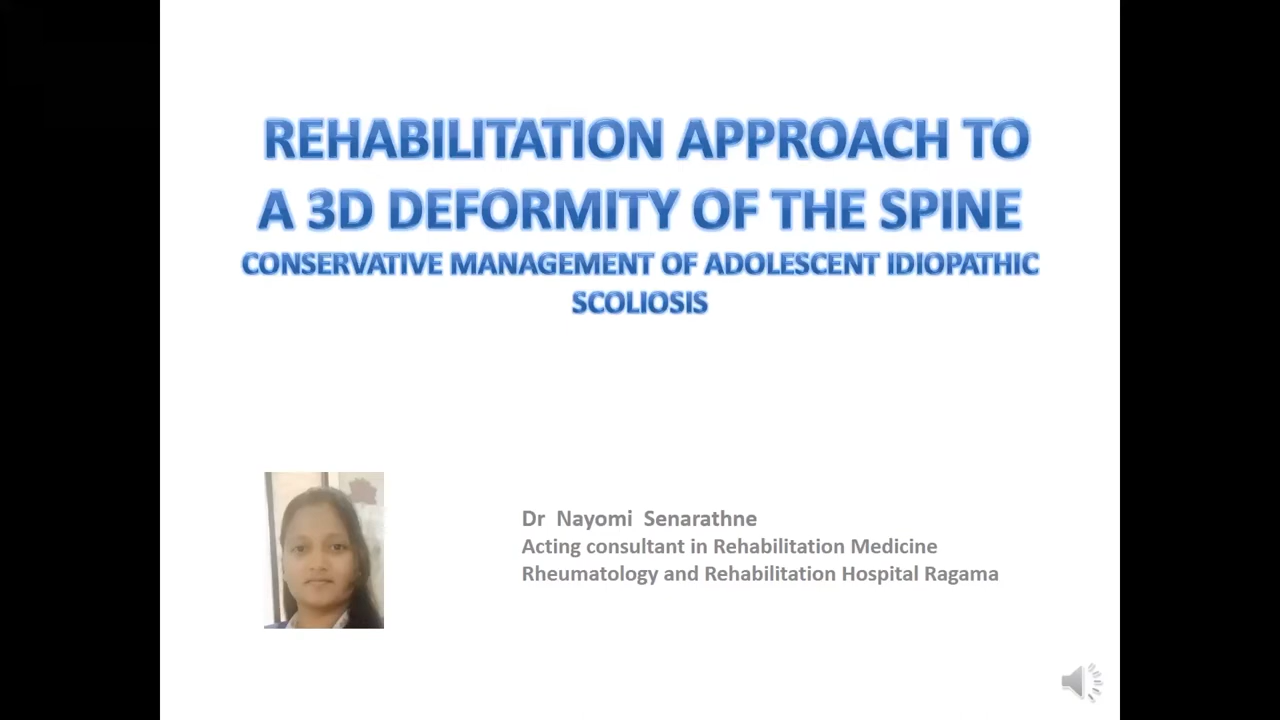 REHABILITATION APPROACH TO
A 3D DEFORMITY OF THE SPINE
CONSERVATIVE MANAGEMENT OF ADOLESCENT IDIOPATHIC
SCOLIOSIS
Dr Nayomi Senarathne
Acting consultant in Rehabilitation Medicine
Rheumatology and Rehabilitation Hospital Ragama